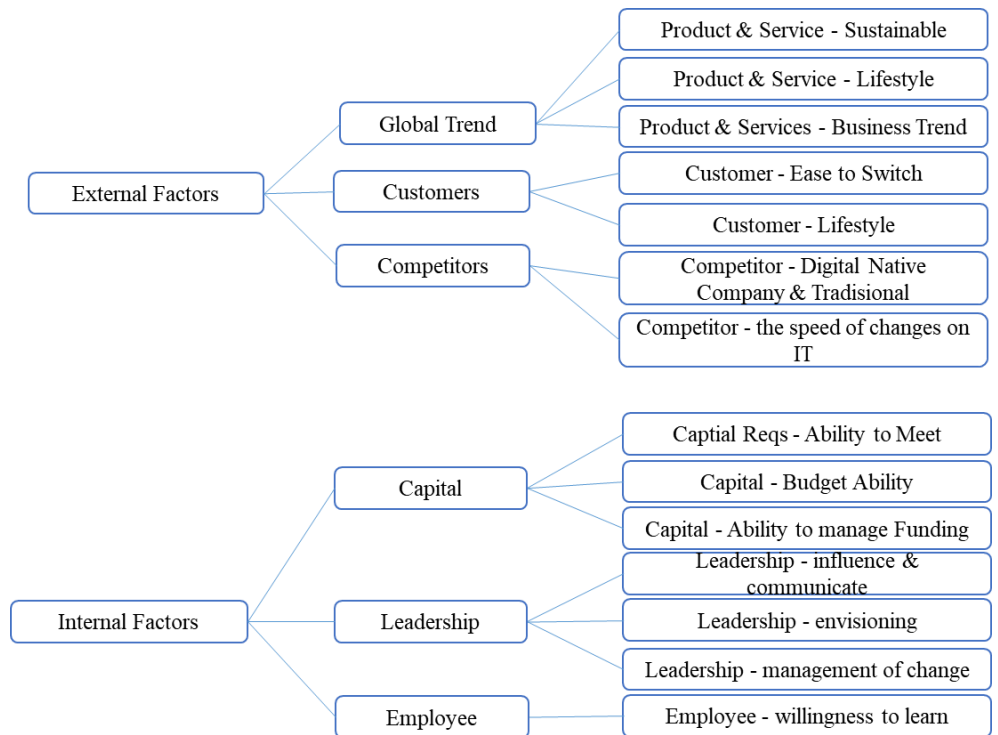 External Factors
Global Trend
Product & Service - Sustainable
Product & Service - Lifestyle
Product & Services - Business Trend
Customers
Customer - Ease to Switch
Customer - Lifestyle
Competitors
Competitor - Digital Native
Company & Tradisional
Competitor - the speed of changes on
IT
Internal Factors
Capital
Captial Reqs - Ability to Meet
Capital - Budget Ability
Capital - Ability to manage Funding
Leadership
Leadership - influence &
communicate
Leadership - envisioning
Leadership - management of change
Employee
Employee - willingness to learn